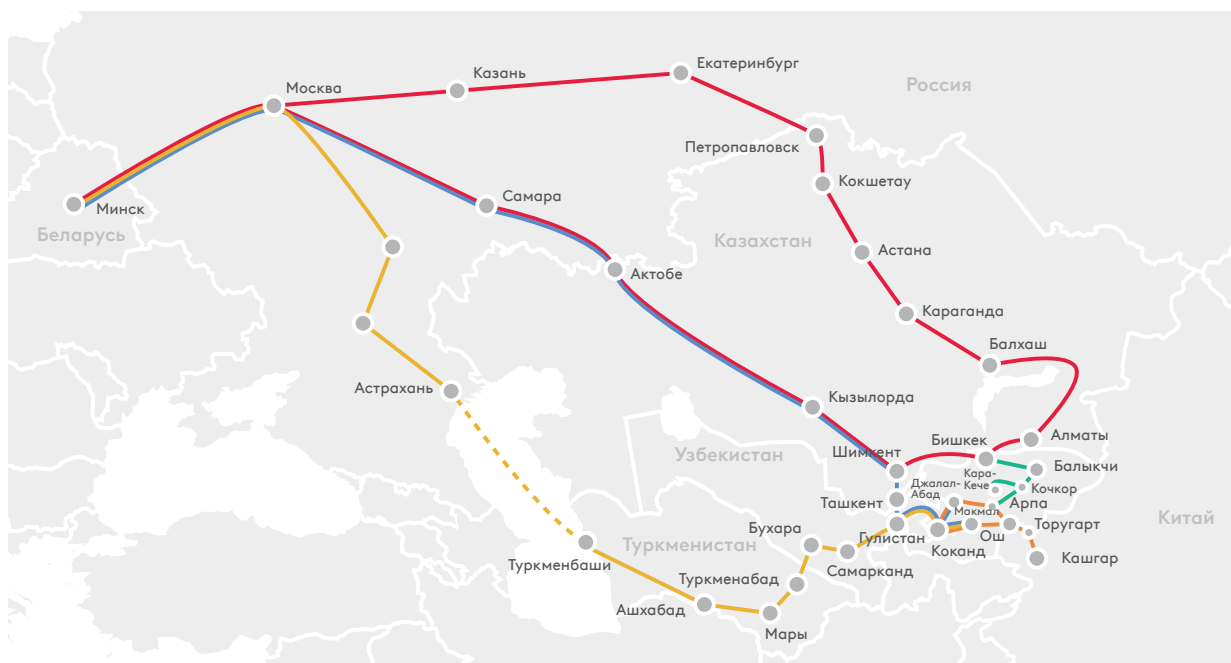 Екатеринбург
Казань
Москва
Россия
Петропавловск
Кокшетау
Самара
Минск
Беларусь
Казахстан
Астана
Актобе
Караганда
Балхаш
Астрахань
Кызылорда
Алматы
Бишкек
Шимкент
Узбекистан
Балыкчи
Кара-
Кече
Джалал-
Абад
Кочкор
Ташкент
Арпа
Макмал
Китай
Бухара
Торугарт
Гулистан
Ош
Туркменистан
Коканд
Кашгар
Туркменбаши
Самарканд
Туркменабад
Ашхабад
Мары